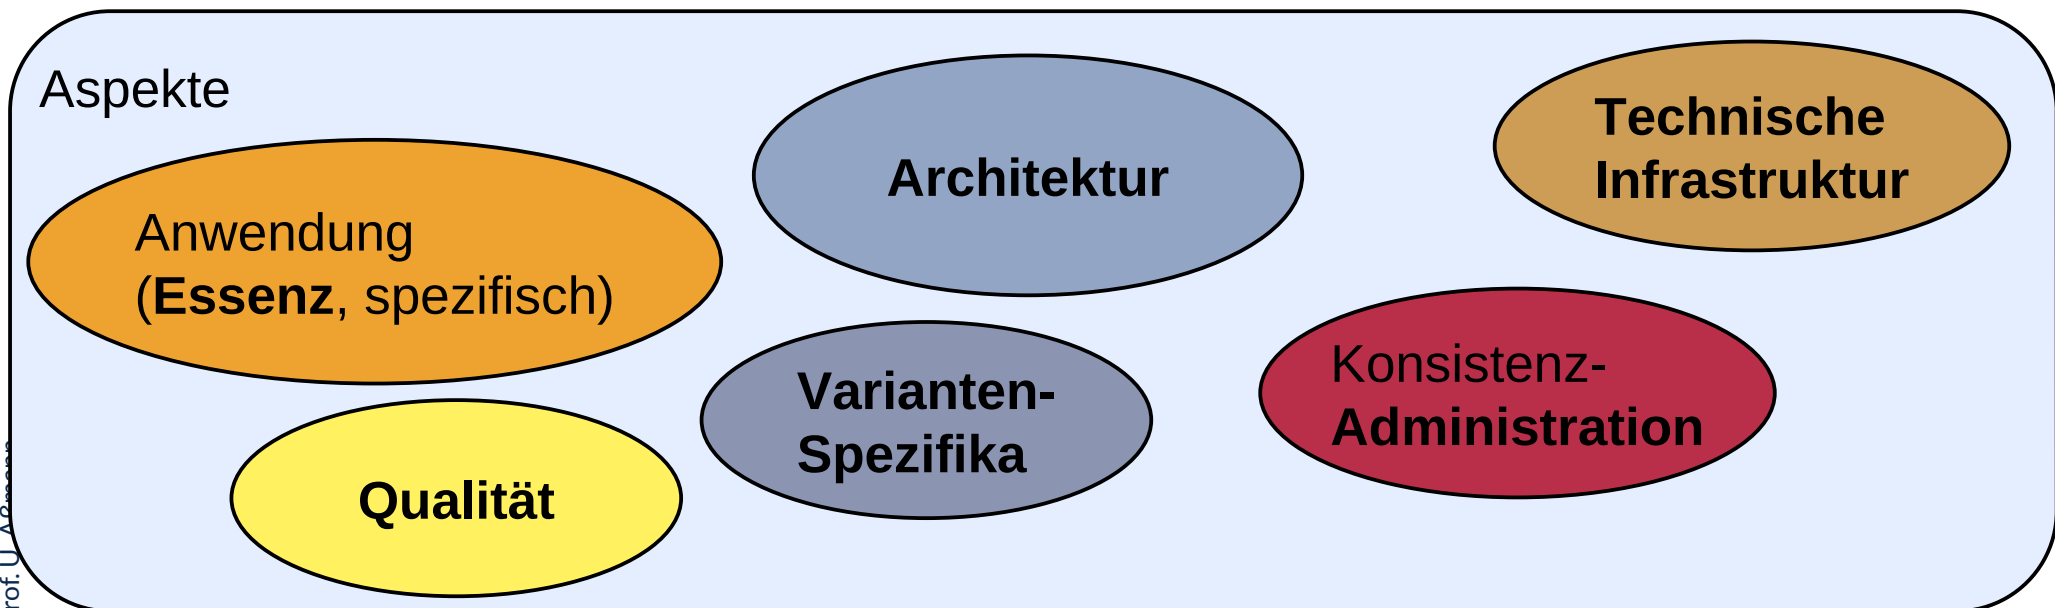 Aspekte
Anwendung
(Essenz, spezifisch)
Architektur
Technische
Infrastruktur
Varianten-
Spezifika
Konsistenz-
Administration
Qualität